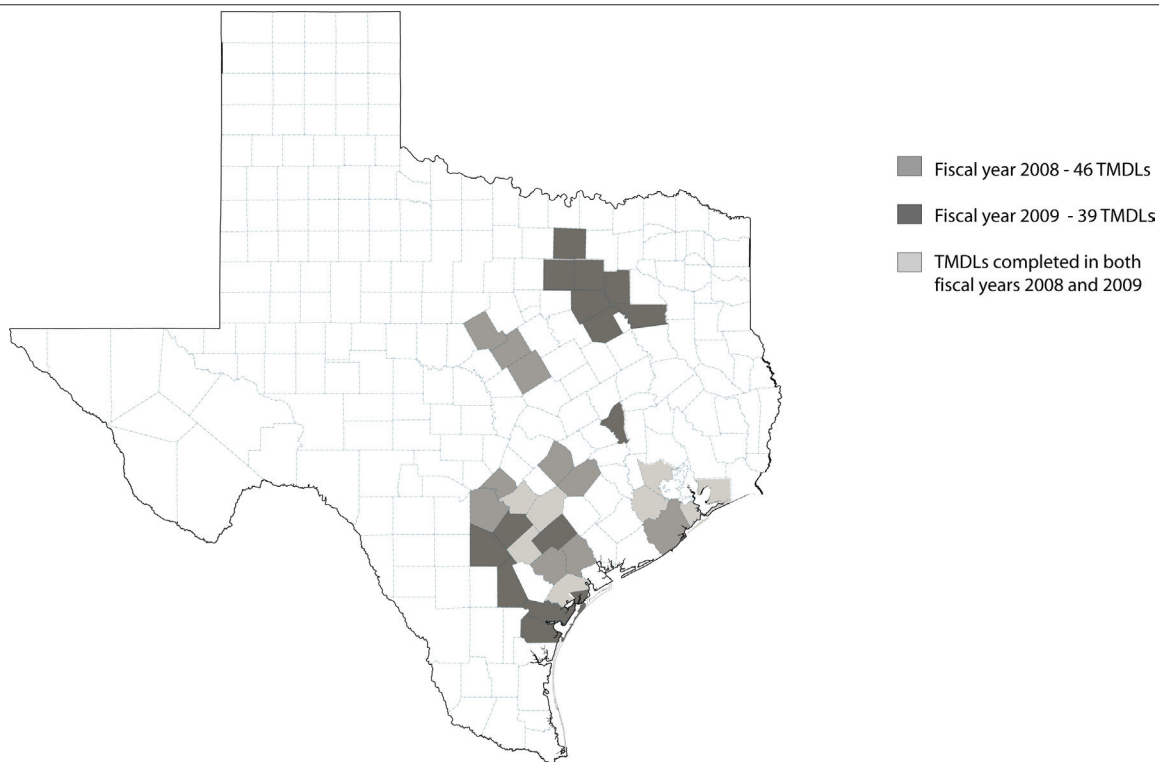 Fiscal year 2008 - 46 TMDLs
Fiscal year 2009 - 39 TMDLs
TMDLs completed in both
fiscal years 2008 and 2009